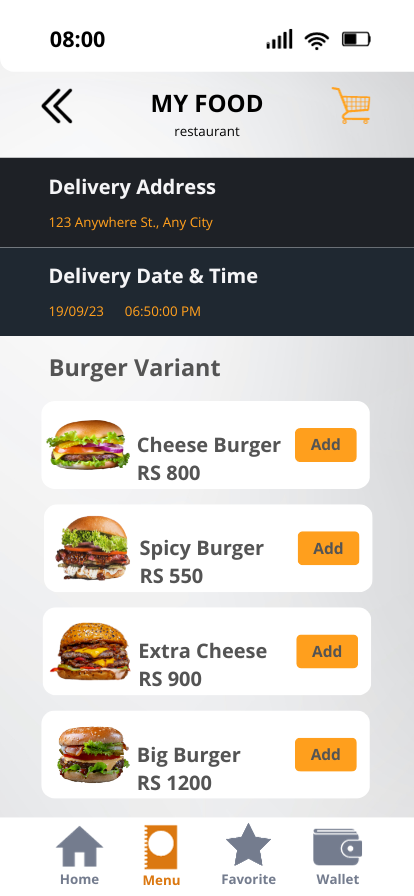 08:00
MY FOOD
restaurant
Delivery Address
123 Anywhere St., Any City
Delivery Date & Time
19/09/23 06:50:00 PM
Burger Variant
Cheese Burger
RS 800
Add
Spicy Burger
RS 550
Add
Extra Cheese
RS 900
Add
Big Burger
RS 1200
Add
Home Menu Favorite Wallet